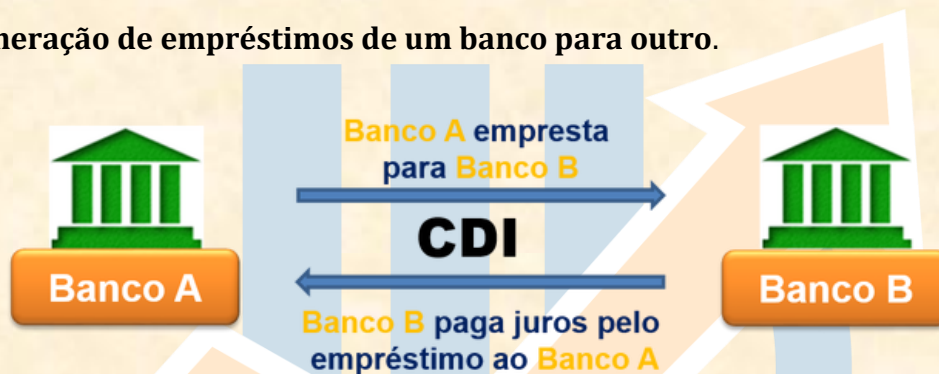 de empréstimos de um banco para outro.
Banco A empresta
para Banco B
CDI
Banco A
Banco B
Banco B paga juros pelo
empréstimo ao Banco A